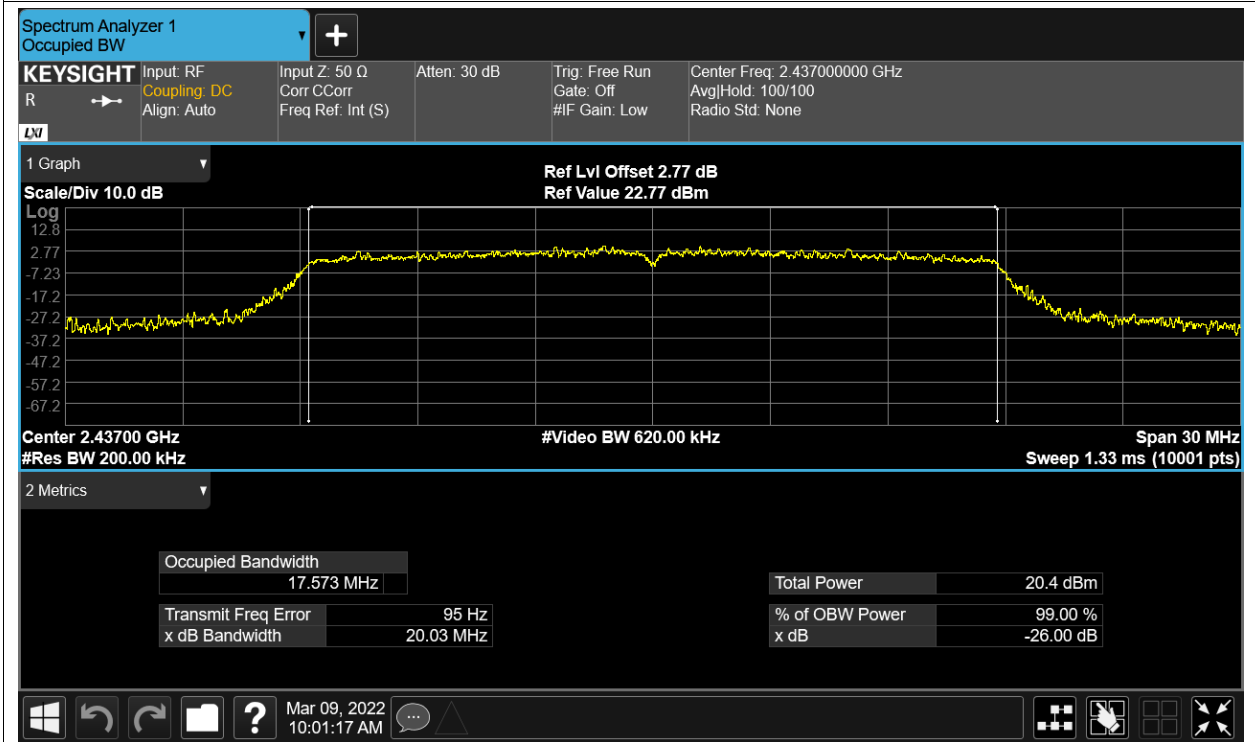 Spectrum Analyzer 1
Occupied BW
KEYSIGHT
R
LXI
Input: RF
Coupling: DC
Align: Auto
Input Z: 50 Ω
Corr CCorr
Freq Ref: Int (S)
Atten: 30 dB
Trig: Free Run
Gate: Off
#IF Gain: Low
Center Freq: 2.437000000 GHz
Avg|Hold: 100/100
Radio Std: None
1 Graph
Scale/Div 10.0 dB
Ref Lvl Offset 2.77 dB
Ref Value 22.77 dBm
Log
12.8
2.77
-7.23
-17.2
-27.2
-37.2
-47.2
-57.2
-67.2
Center 2.43700 GHz
#Res BW 200.00 kHz
#Video BW 620.00 kHz
Span 30 MHz
Sweep 1.33 ms (10001 pts)
2 Metrics
Occupied Bandwidth
17.573 MHz
Total Power 20.4 dBm
Transmit Freq Error 95 Hz
% of OBW Power 99.00 %
x dB Bandwidth 20.03 MHz
x dB -26.00 dB
?
Mar 09, 2022
10:01:17 AM